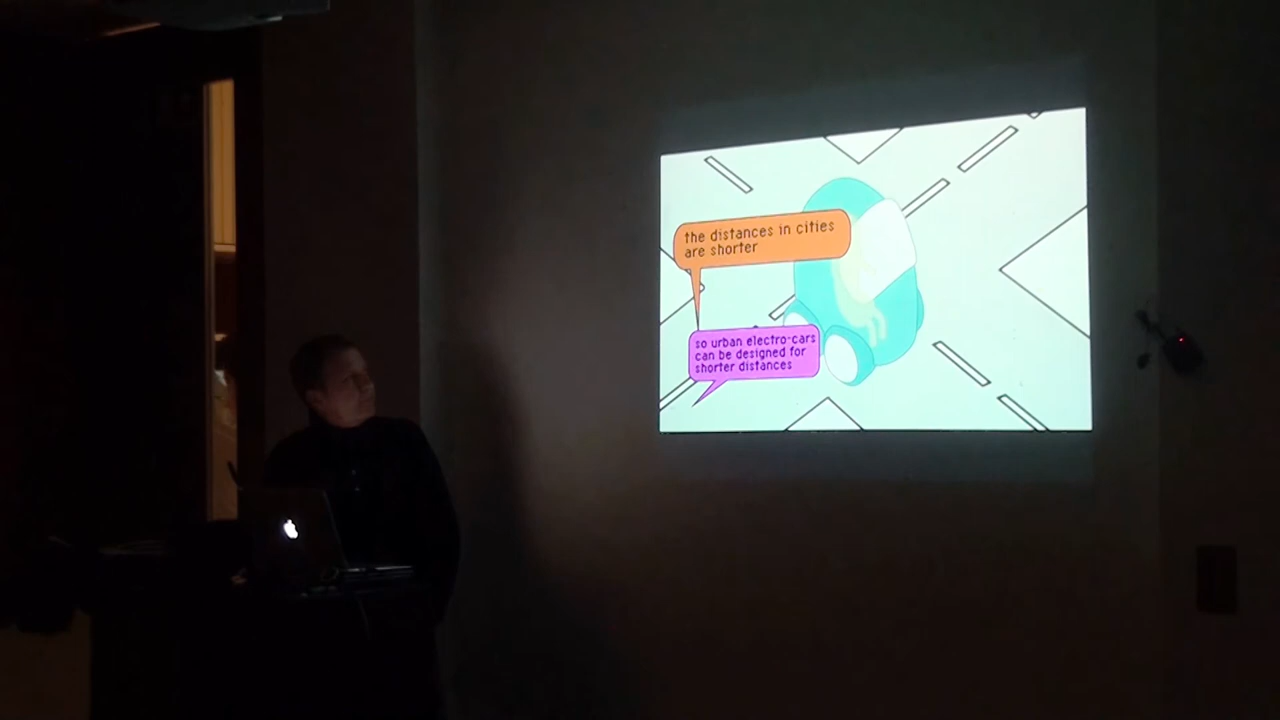 the distances in cities
are shorter
so urban electro-cars
can be designed for
shorter distances